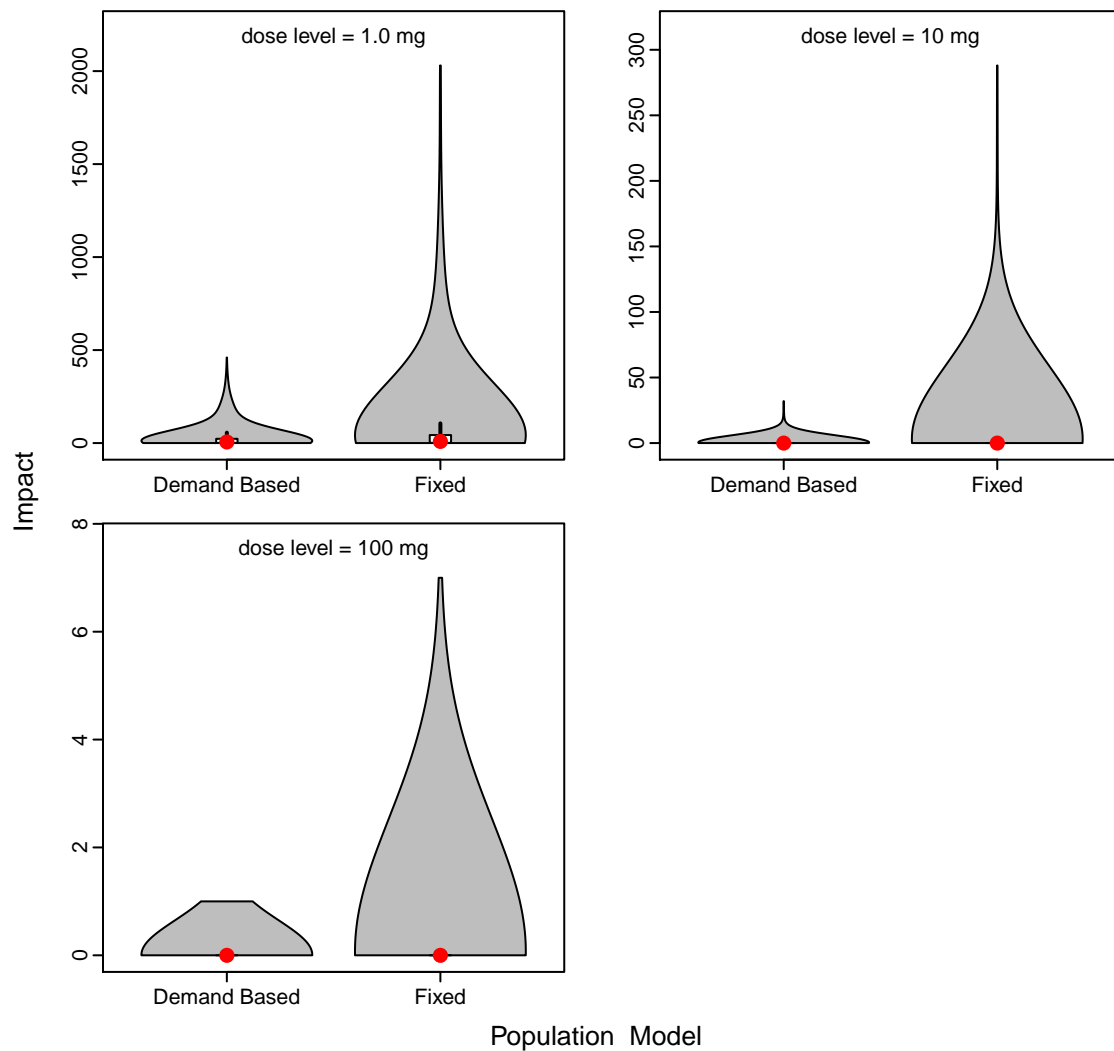 dose level = 1.0 mg
2000
1500
1000
500
0
Demand Based
Fixed
dose level = 10 mg
300
250
200
150
100
50
0
Demand Based
Fixed
dose level = 100 mg
8
6
4
2
0
Demand Based
Fixed
Impact
Population Model